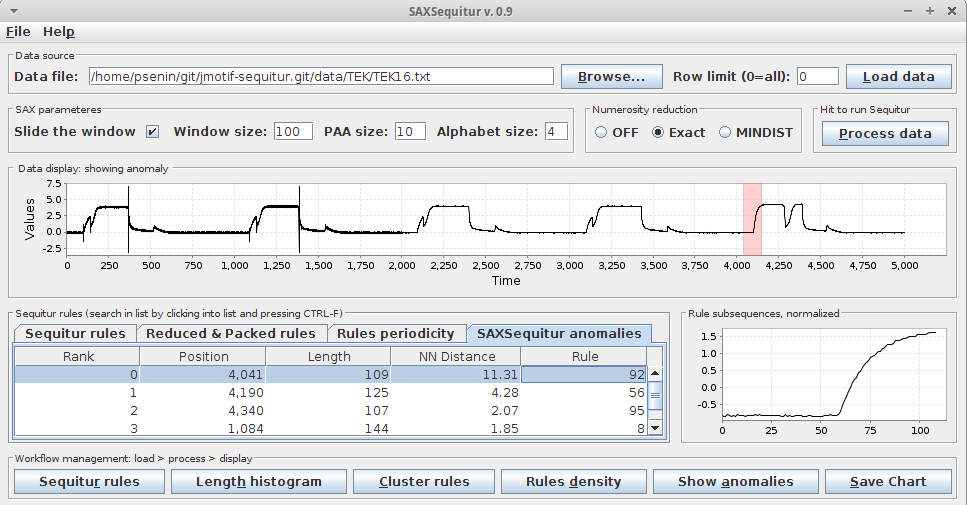 SAXSequitur v. 0.9
File Help
Data source
Data file: /home/psenin/git/jmotif-sequitur.git/data/TEK/TEK16.txt Browse... Row limit (0=all): 0 Load data
SAX parameteres Numerosity reduction Hit to run Sequitur
Slide the window Window size: 100 PAA size: 10 Alphabet size: 4 OFF Exact MINDIST Process data
Data display: showing anomaly
7.5
5.0
2.5
0.0
-2.5
Values
0 250 500 750 1,000 1,250 1,500 1,750 2,000 2,250 2,500 2,750 3,000 3,250 3,500 3,750 4,000 4,250 4,500 4,750 5,000
Time
Sequitur rules (search in list by clicking into list and pressing CTRL-F)
Sequitur rules Reduced & Packed rules Rules periodicity SAXSequitur anomalies
Rank Position Length NN Distance Rule
0 4,041 109 11.31 92
1 4,190 125 4.28 56
2 4,340 107 2.07 95
3 1,084 144 1.85 8
Rule subsequences, normalized
1.5
1.0
0.5
0.0
-0.5
0 25 50 75 100
Workflow management: load > process > display
Sequitur rules Length histogram Cluster rules Rules density Show anomalies Save Chart